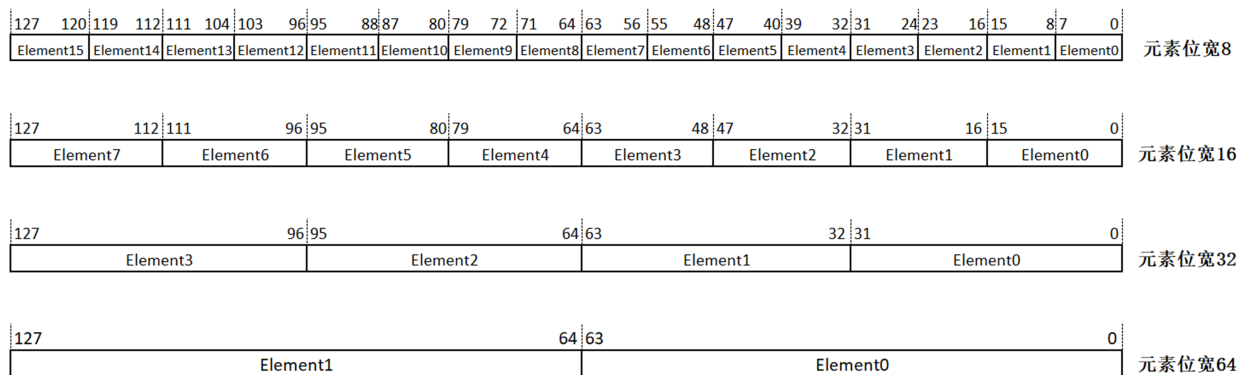 127 120 119 112 111 104 103 96 95 88 87 80 79 72 71 64 63 56 55 48 47 40 39 32 31 24 23 16 15 8 7 0
Element15 Element14 Element13 Element12 Element11 Element10 Element9 Element8 Element7 Element6 Element5 Element4 Element3 Element2 Element1 Element0 元素位宽8
127 112 111 96 95 80 79 64 63 48 47 32 31 16 15 0
Element7 Element6 Element5 Element4 Element3 Element2 Element1 Element0 元素位宽16
127 96 95 64 63 32 31 0
Element3 Element2 Element1 Element0 元素位宽32
127 64 63 0
Element1 Element0 元素位宽64